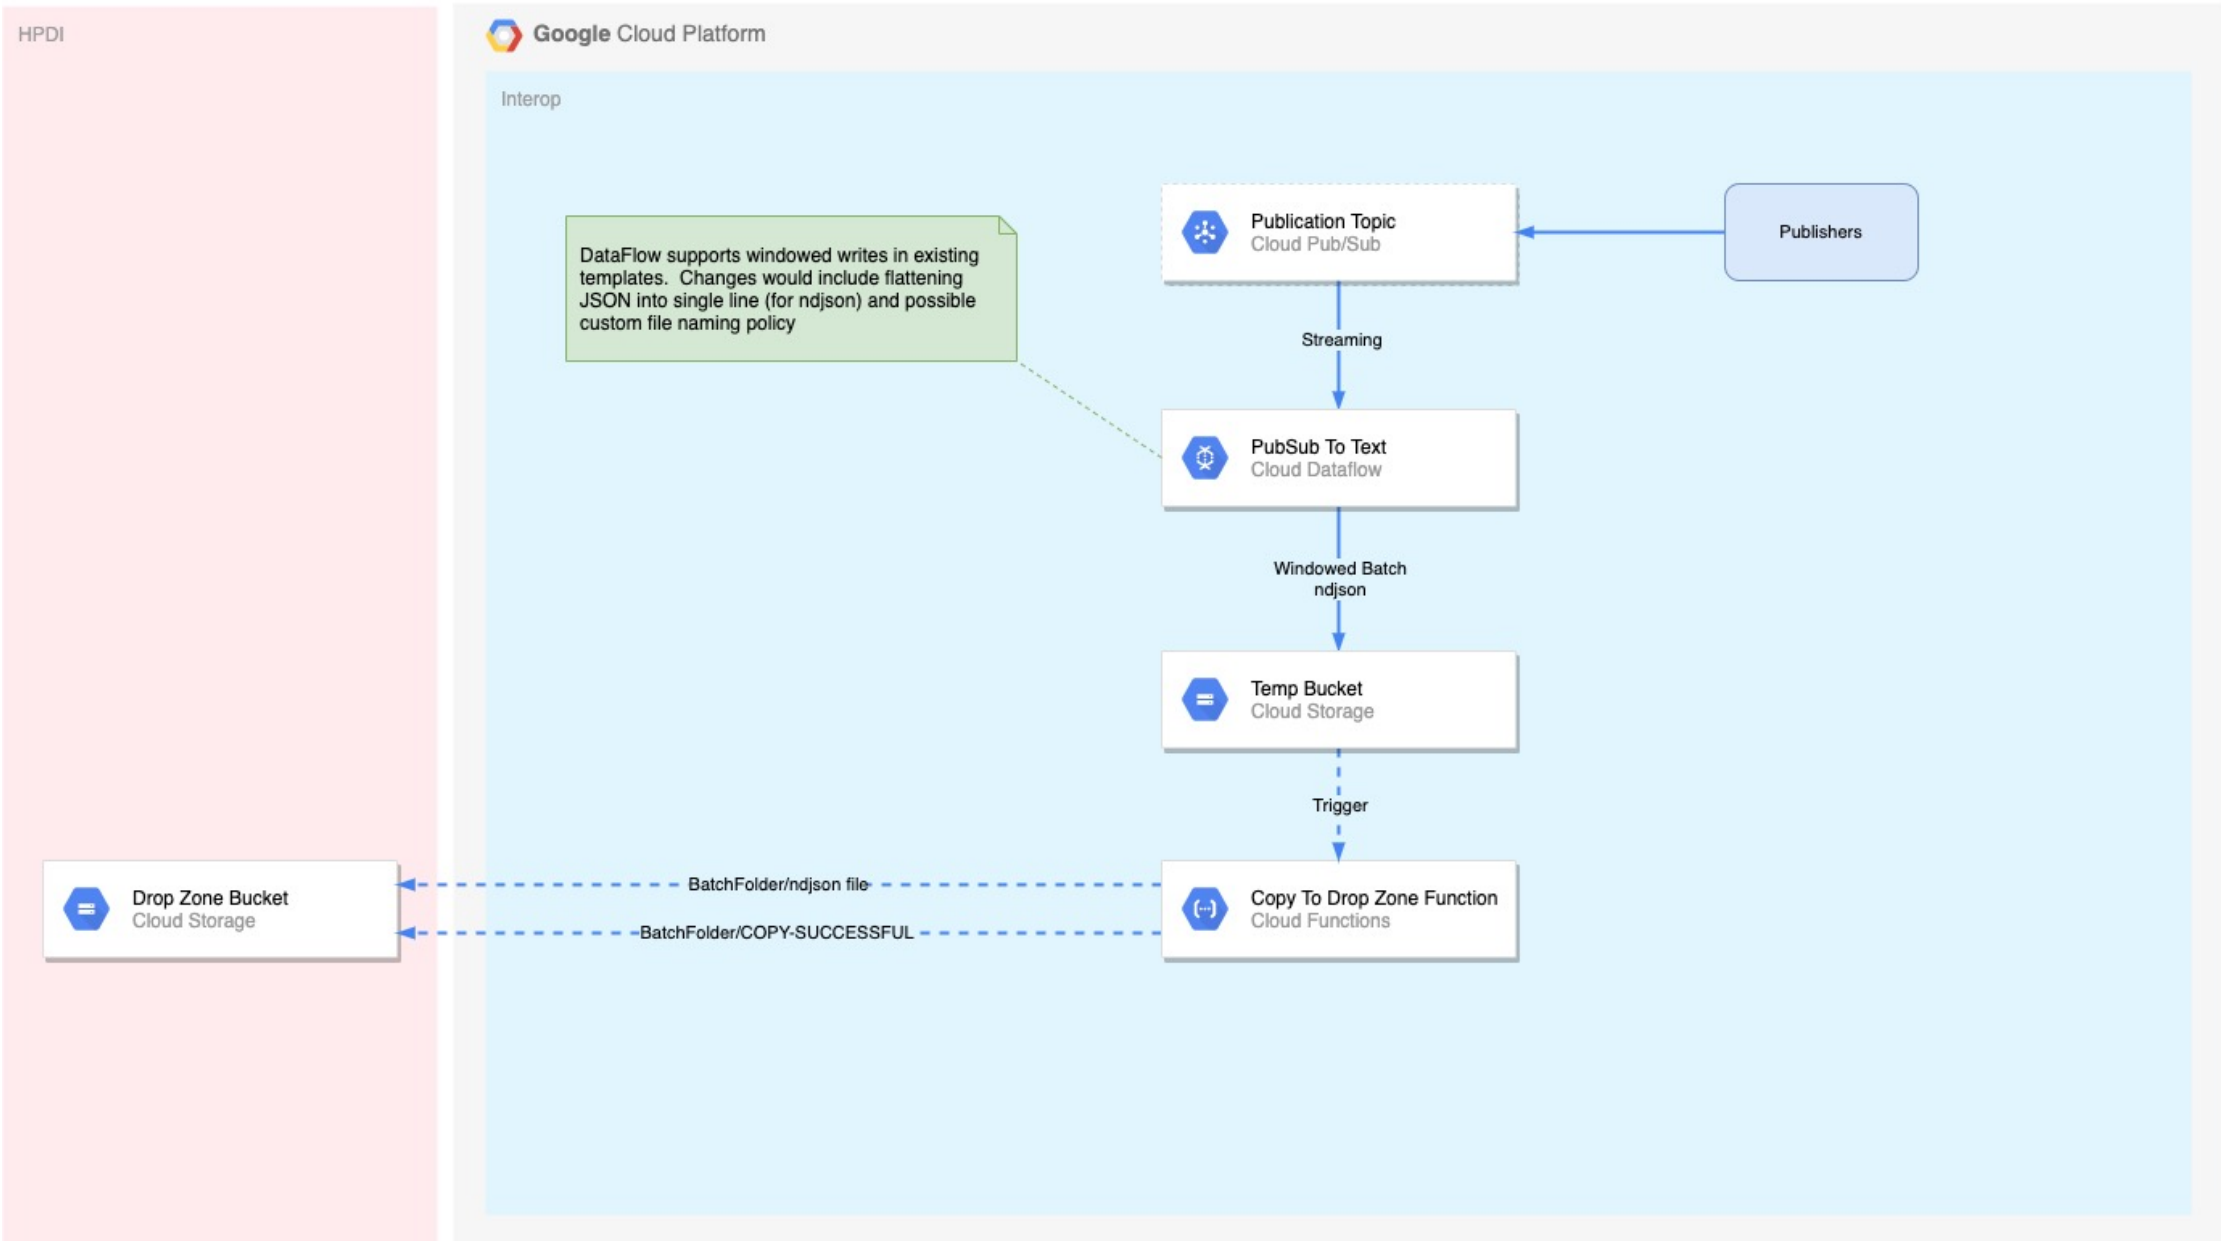 HPDI
Google Cloud Platform
Interop
Publication Topic
Cloud Pub/Sub
Publishers
DataFlow supports windowed writes in existing
templates.  Changes would include flattening
JSON into single line (for ndjson) and possible
custom file naming policy
Streaming
PubSub To Text
Cloud Dataflow
Windowed Batch
ndjson
Temp Bucket
Cloud Storage
Trigger
Drop Zone Bucket
Cloud Storage
BatchFolder/ndjson file
BatchFolder/COPY-SUCCESSFUL
Copy To Drop Zone Function
Cloud Functions